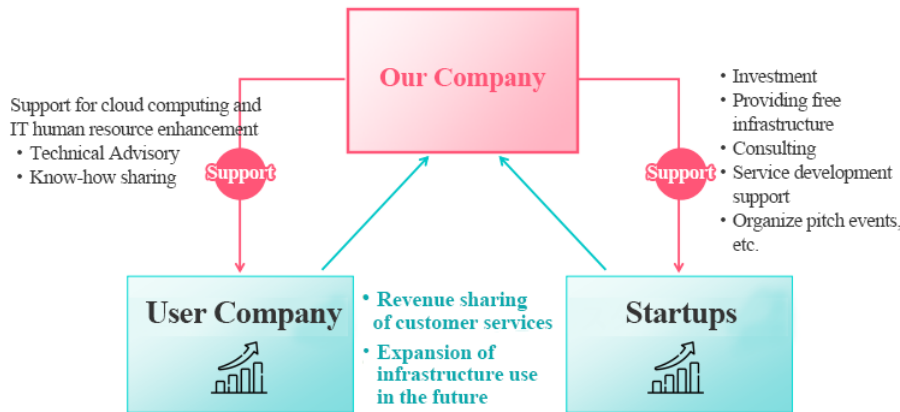 Our Company
Support for cloud computing and
IT human resource enhancement
• Technical Advisory
• Know-how sharing
Support
Support
• Investment
• Providing free
infrastructure
• Consulting
• Service development
support
• Organize pitch events,
etc.
User Company
• Revenue sharing
of customer services
• Expansion of
infrastructure use
in the future
Startups